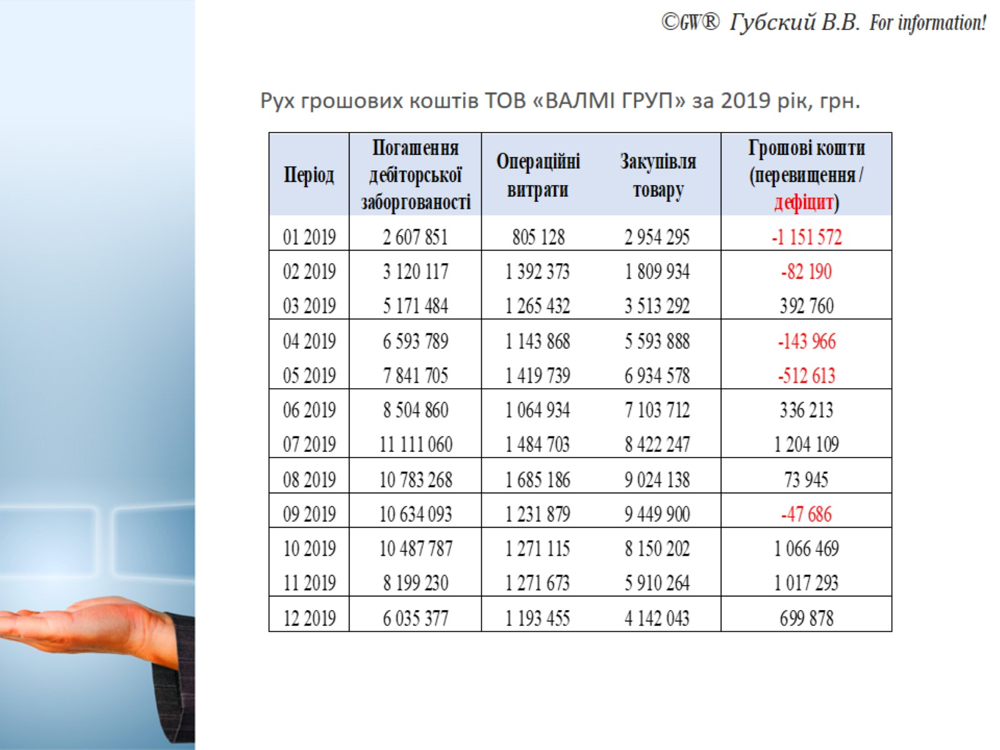 ©GW® Губский В.В. For information!
Рух грошових коштів ТОВ «ВАЛМІ ГРУП» за 2019 рік, грн.
Період Погашення дебіторської заборгованості Операційні витрати Закупівля товару Грошові кошти (перевищення / дефіцит)
01 2019 2 607 851 805 128 2 954 295 -1 151 572
02 2019 3 120 117 1 392 373 1 809 934 -82 190
03 2019 5 171 484 1 265 432 3 513 292 392 760
04 2019 6 593 789 1 143 868 5 593 888 -143 966
05 2019 7 841 705 1 419 739 6 934 578 -512 613
06 2019 8 504 860 1 064 934 7 103 712 336 213
07 2019 11 111 060 1 484 703 8 422 247 1 204 109
08 2019 10 783 268 1 685 186 9 024 138 73 945
09 2019 10 634 093 1 231 879 9 449 900 -47 686
10 2019 10 487 787 1 271 115 8 150 202 1 066 469
11 2019 8 199 230 1 271 673 5 910 264 1 017 293
12 2019 6 035 377 1 193 455 4 142 043 699 878